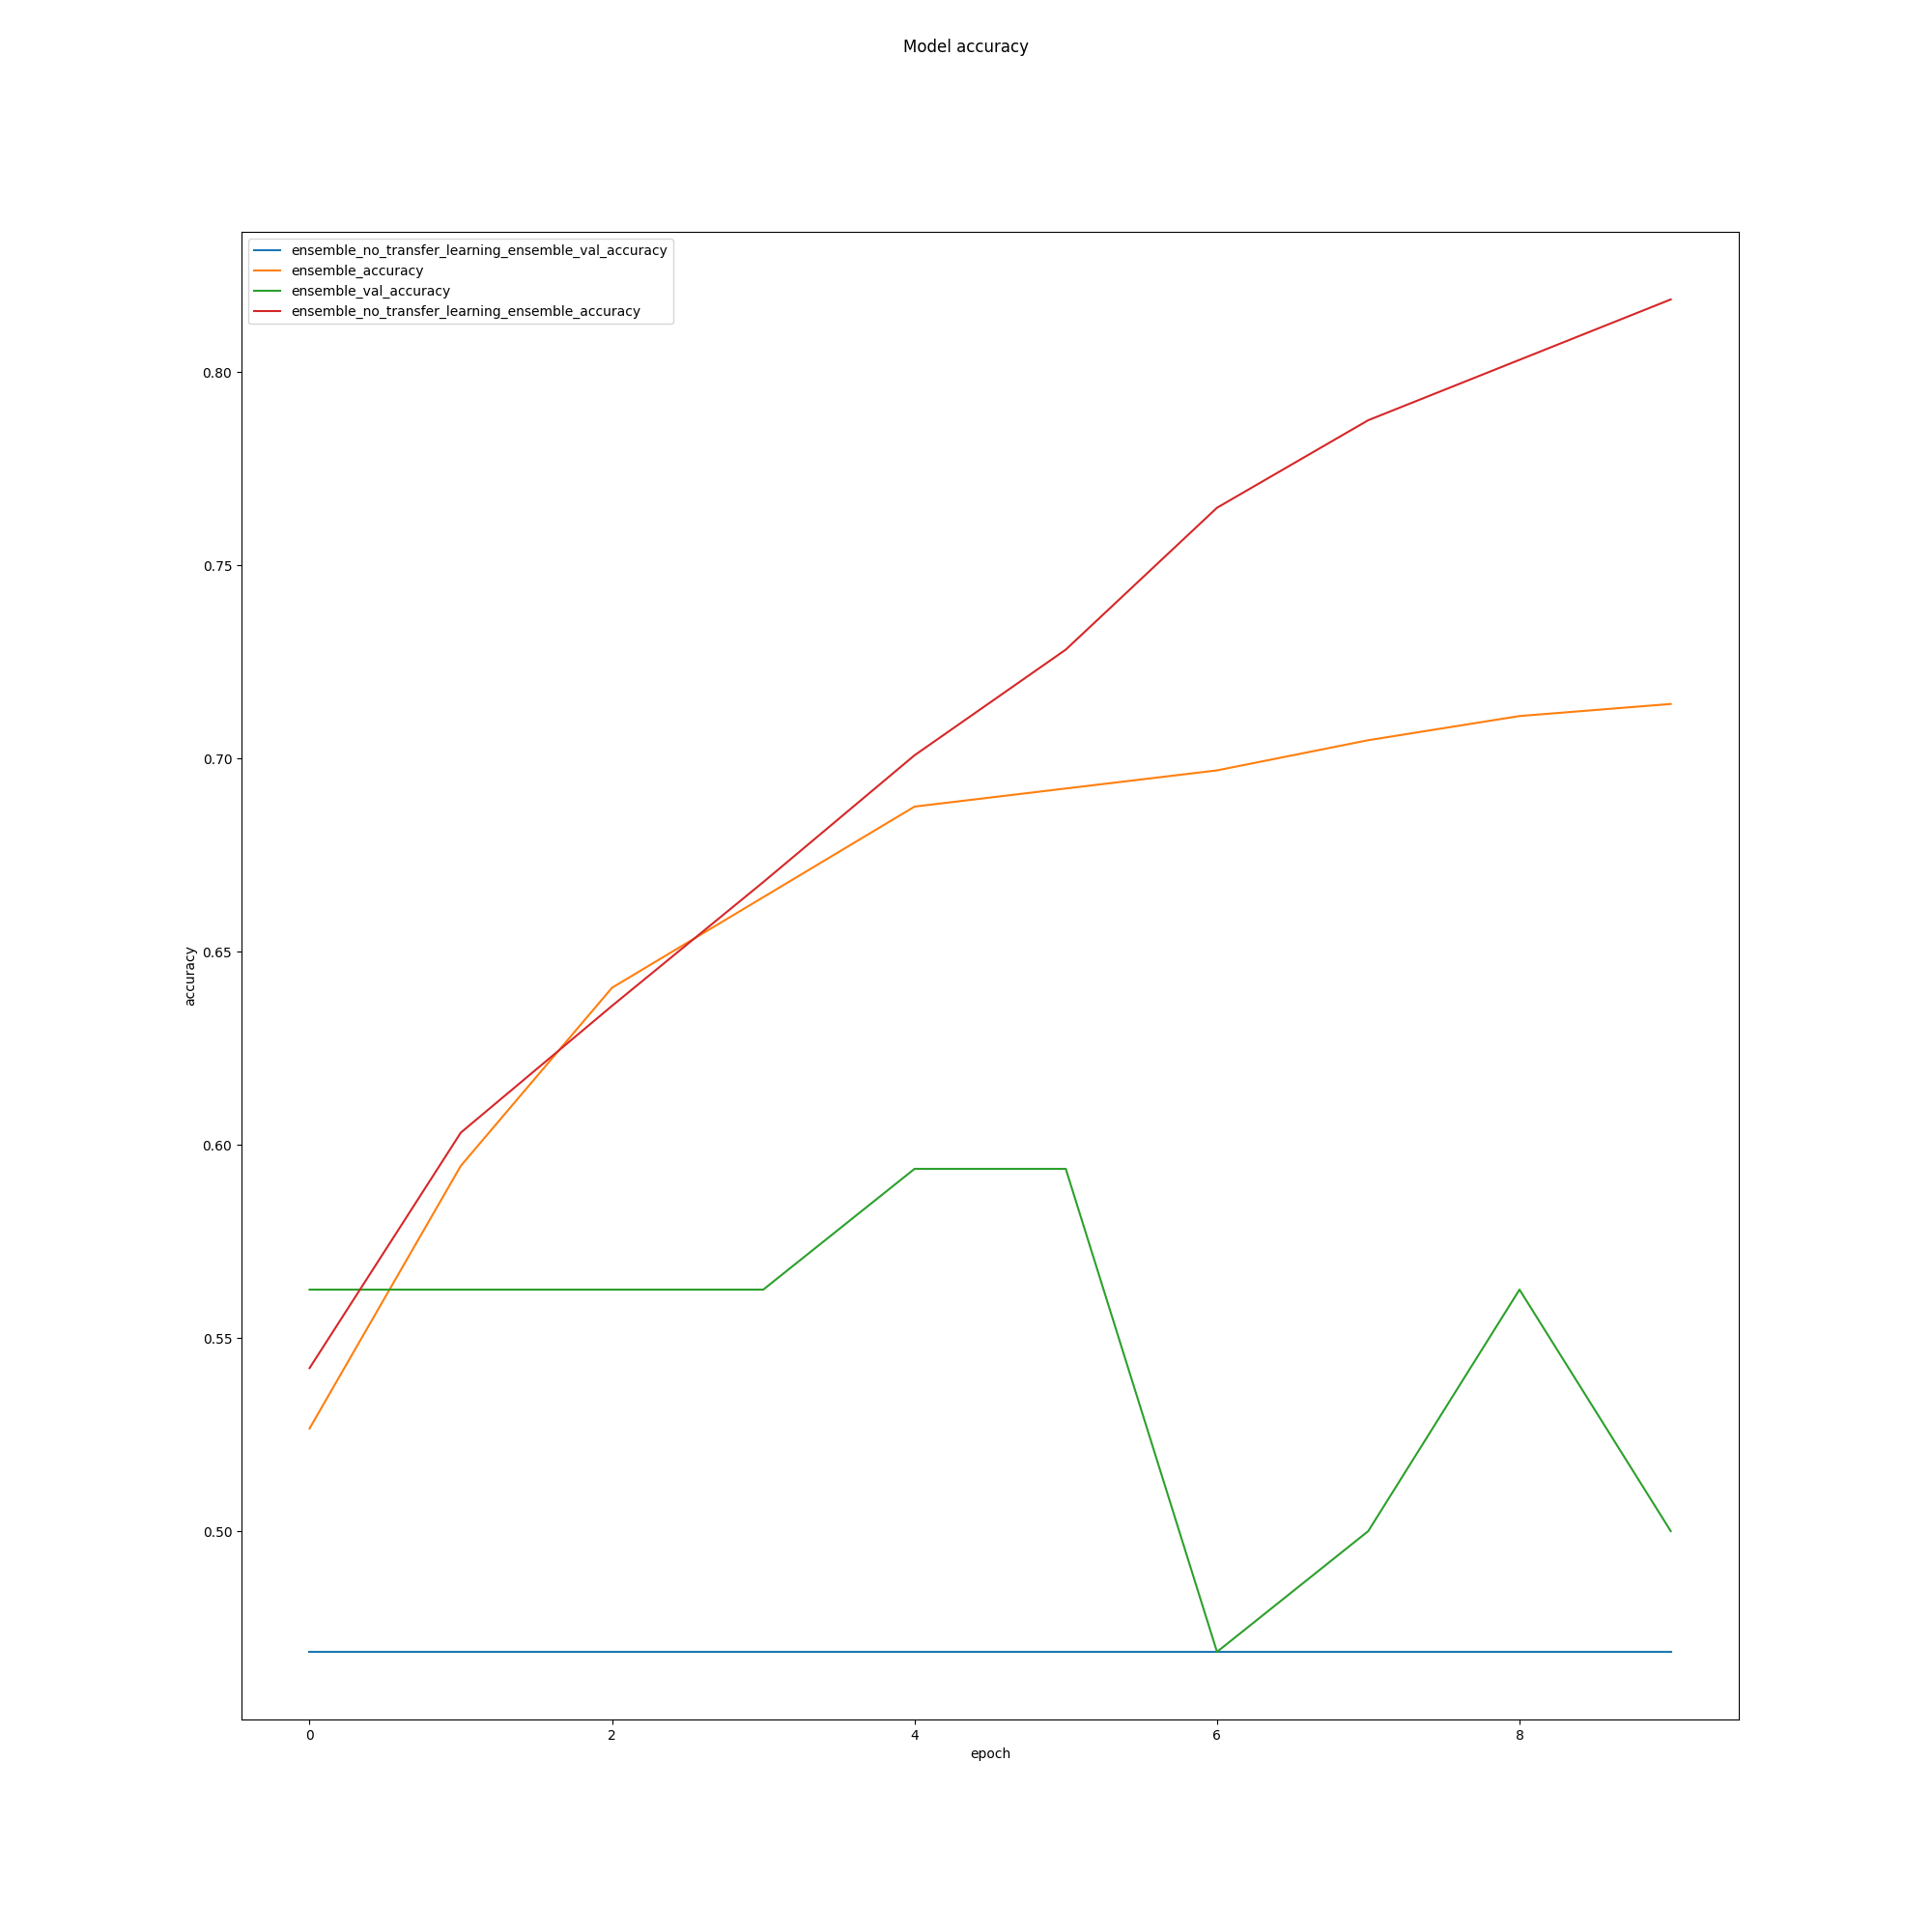 Model accuracy
ensemble_no_transfer_learning_ensemble_val_accuracy
ensemble_accuracy
ensemble_val_accuracy
ensemble_no_transfer_learning_ensemble_accuracy
0.80
0.75
0.70
0.65
0.60
0.55
0.50
accuracy
0 2 4 6 8
epoch